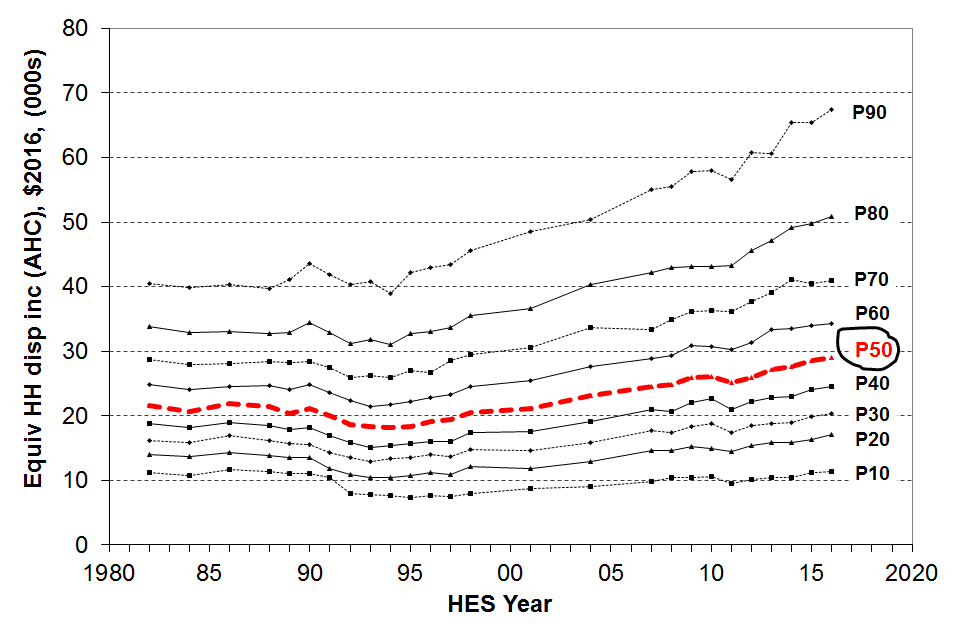 Equiv HH disp inc (AHC), $2016, (000s)
80
70
60
50
40
30
20
10
0
P90
P80
P70
P60
P50
P40
P30
P20
P10
1980 85 90 95 00 05 10 15 2020
HES Year